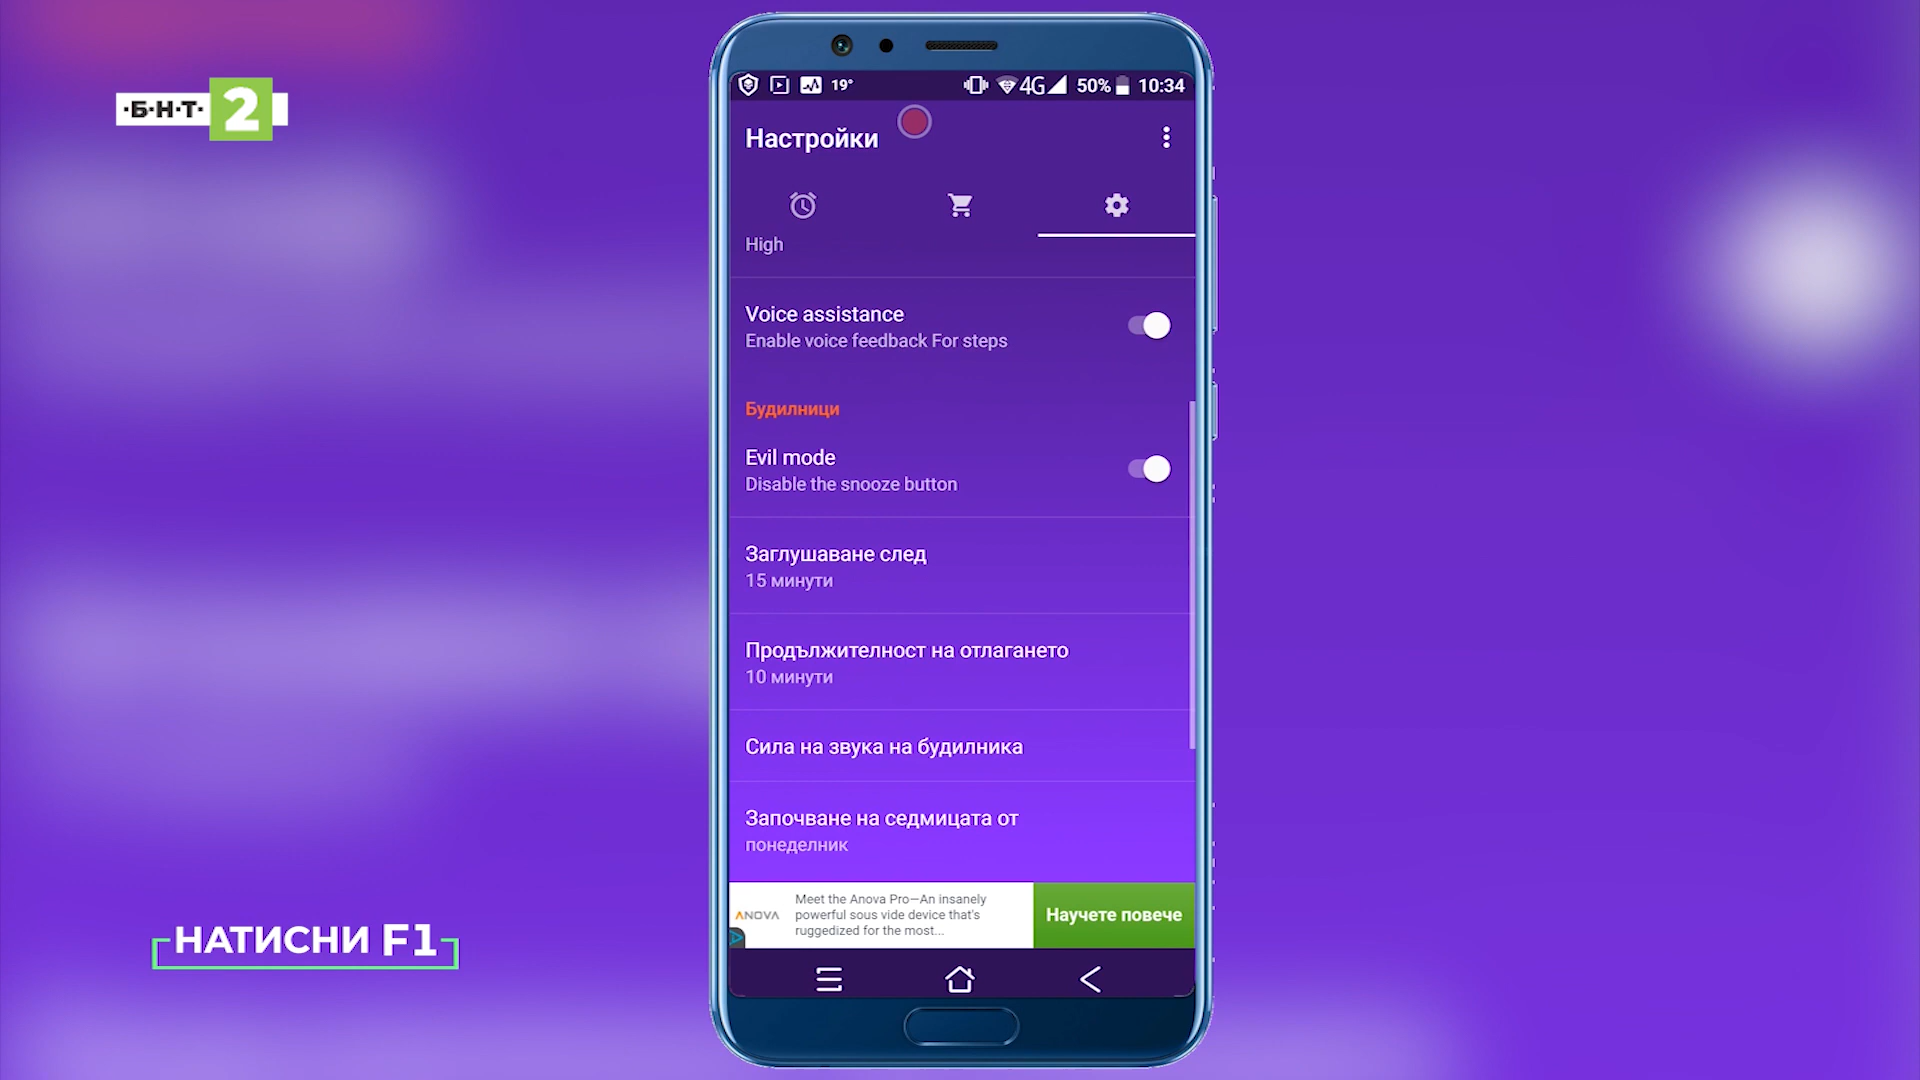 ·Б·Н·Т· 2
19° 4G 50% 10:34
Настройки
High
Voice assistance
Enable voice feedback For steps
Будилници
Evil mode
Disable the snooze button
Заглушаване след
15 минути
Продължителност на отлагането
10 минути
Сила на звука на будилника
Започване на седмицата от
понеделник
ANOVA
Meet the Anova Pro—An insanely
powerful sous vide device that's
ruggedized for the most...
Научете повече
НАТИСНИ F1